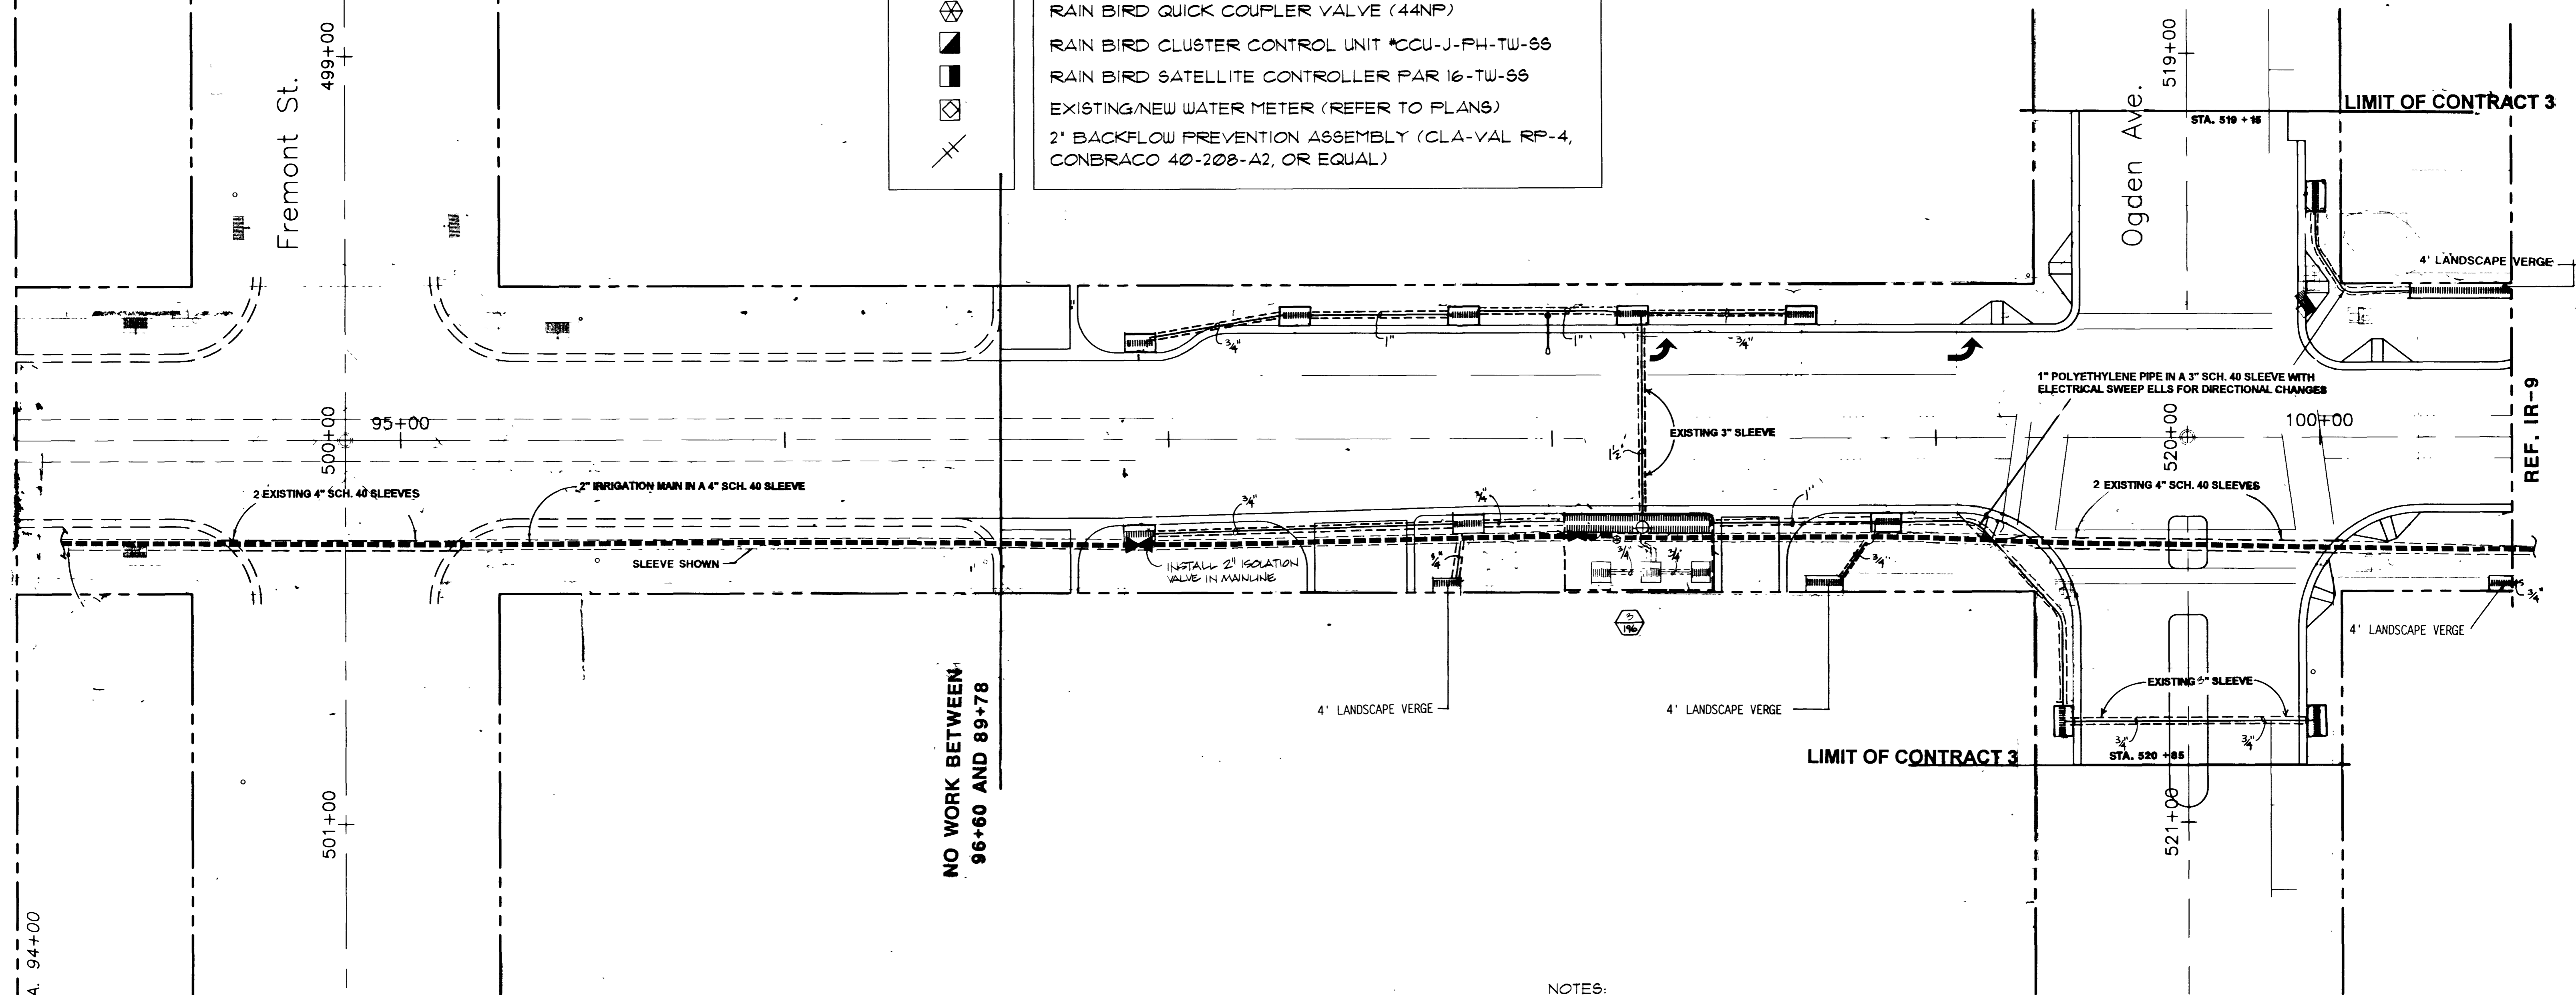 RAIN BIRD QUICK COUPLER VALVE (44NP)
RAIN BIRD CLUSTER CONTROL UNIT #CCU-J-PH-TW-SS
RAIN BIRD SATELLITE CONTROLLER PAR 16-TW-SS
EXISTING/NEW WATER METER (REFER TO PLANS)
2" BACKFLOW PREVENTION ASSEMBLY (CLA-VAL RP-4,
CONBRACO 40-208-A2, OR EQUAL)
499+00
Fremont St.
519+00
Ogden Ave.
LIMIT OF CONTRACT 3
STA. 519 + 15
4' LANDSCAPE VERGE
3/4"
1"
1"
3/4"
1" POLYETHYLENE PIPE IN A 3" SCH. 40 SLEEVE WITH
ELECTRICAL SWEEP ELLS FOR DIRECTIONAL CHANGES
95+00
500+00
EXISTING 3" SLEEVE
1½"
520+00
100+00
REF. IR-9
2 EXISTING 4" SCH. 40 SLEEVES
2" IRRIGATION MAIN IN A 4" SCH. 40 SLEEVE
3/4"
3/4"
1"
2 EXISTING 4" SCH. 40 SLEEVES
SLEEVE SHOWN
INSTALL 2" ISOLATION
VALVE IN MAINLINE
3/4"
3/4"
3/4"
3/4"
3/4"
3
196
4' LANDSCAPE VERGE
4' LANDSCAPE VERGE
4' LANDSCAPE VERGE
EXISTING 3" SLEEVE
3/4"
3/4"
NO WORK BETWEEN
96+60 AND 89+78
LIMIT OF CONTRACT 3
STA. 520 +85
501+00
521+00
A. 94+00
NOTES: